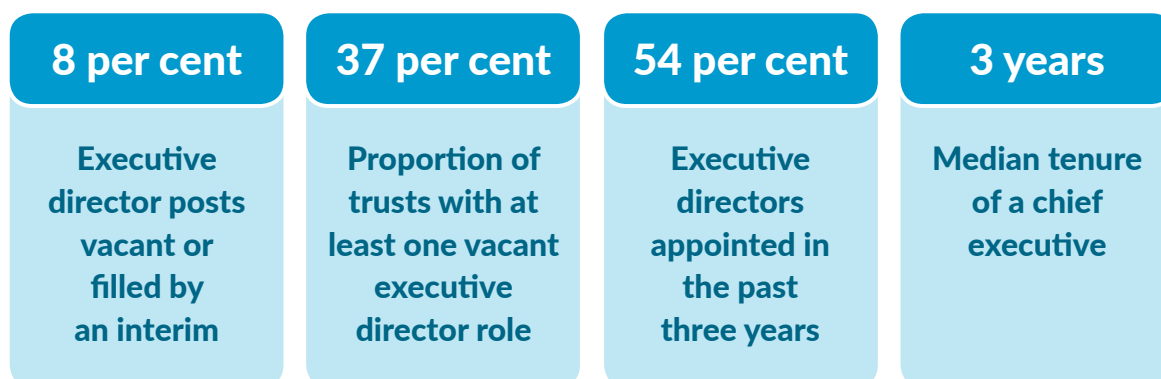 8 per cent
Executive
director posts
vacant or
filled by
an interim
37 per cent
Proportion of
trusts with at
least one vacant
executive
director role
54 per cent
Executive
directors
appointed in
the past
three years
3 years
Median tenure
of a chief
executive